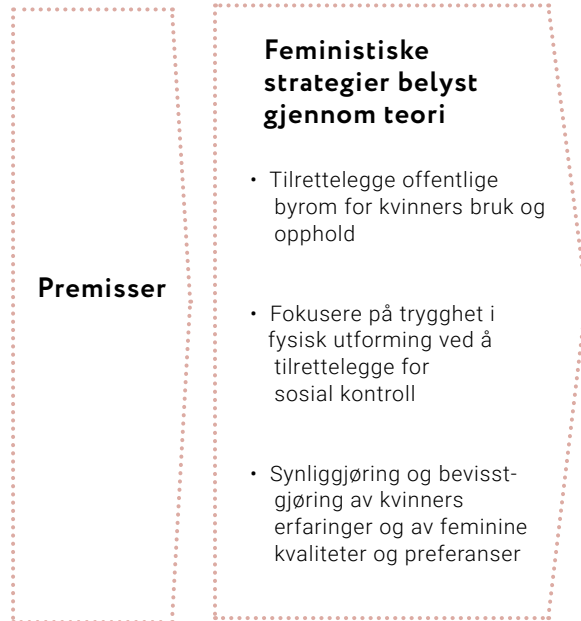 Premisser
Feministiske
strategier belyst
gjennom teori
• Tilrettelegge offentlige
byrom for kvinners bruk og
opphold
• Fokusere på trygghet i
fysisk utforming ved å
tilrettelegge for
sosial kontroll
• Synliggjøring og bevisst-
gjøring av kvinners
erfaringer og av feminine
kvaliteter og preferanser